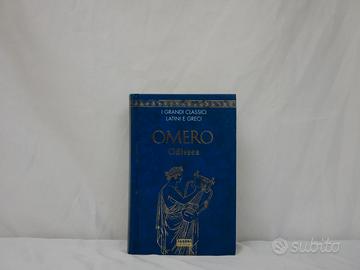 I GRANDI CLASSICI
LATINI E GRECI
OMERO
Odissea
subito